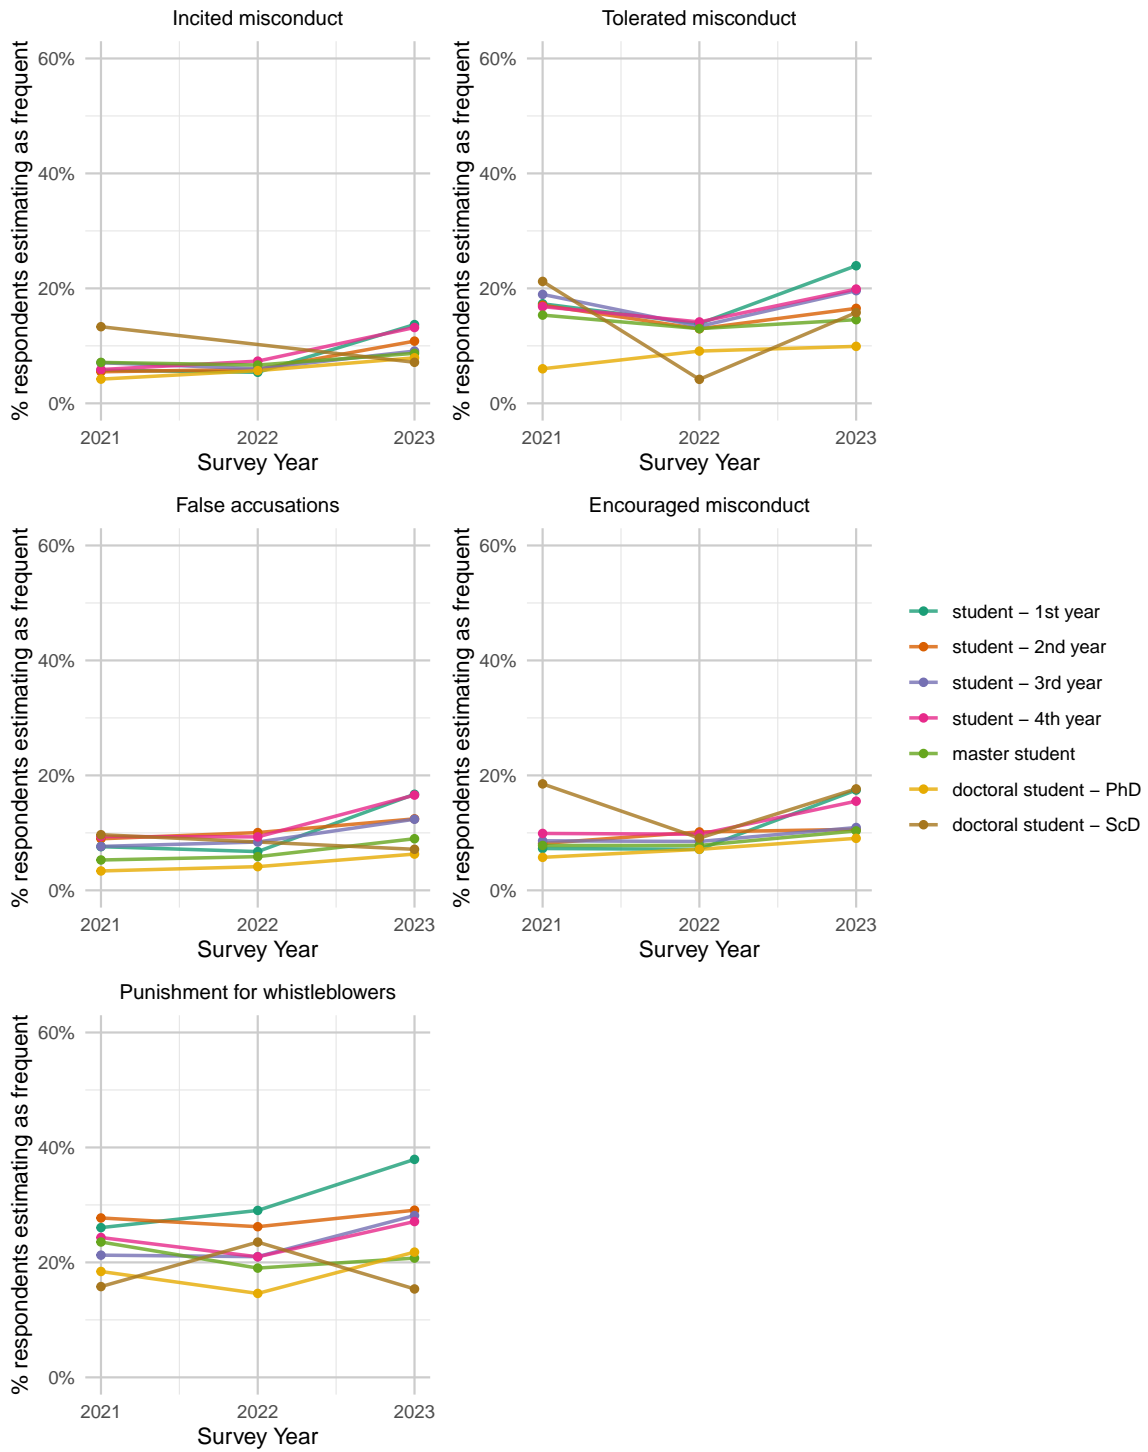 Incited misconduct
% respondents estimating as frequent
60%
40%
20%
0%
2021 2022 2023
Survey Year
Tolerated misconduct
% respondents estimating as frequent
60%
40%
20%
0%
2021 2022 2023
Survey Year
False accusations
% respondents estimating as frequent
60%
40%
20%
0%
2021 2022 2023
Survey Year
Encouraged misconduct
% respondents estimating as frequent
60%
40%
20%
0%
2021 2022 2023
Survey Year
student – 1st year
student – 2nd year
student – 3rd year
student – 4th year
master student
doctoral student – PhD
doctoral student – ScD
Punishment for whistleblowers
% respondents estimating as frequent
60%
40%
20%
0%
2021 2022 2023
Survey Year